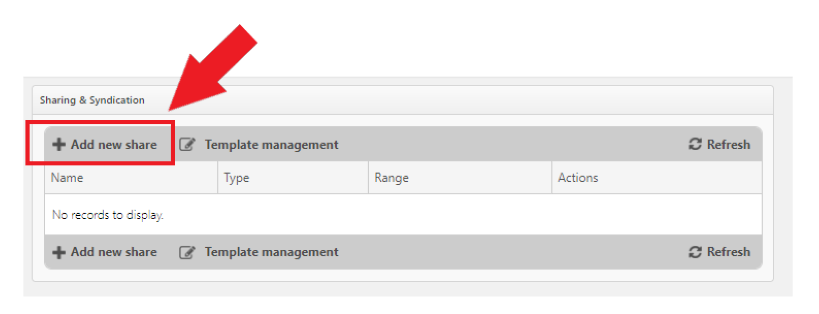 Sharing & Syndication
Add new share Template management Refresh
Name Type Range Actions
No records to display.
Add new share Template management Refresh